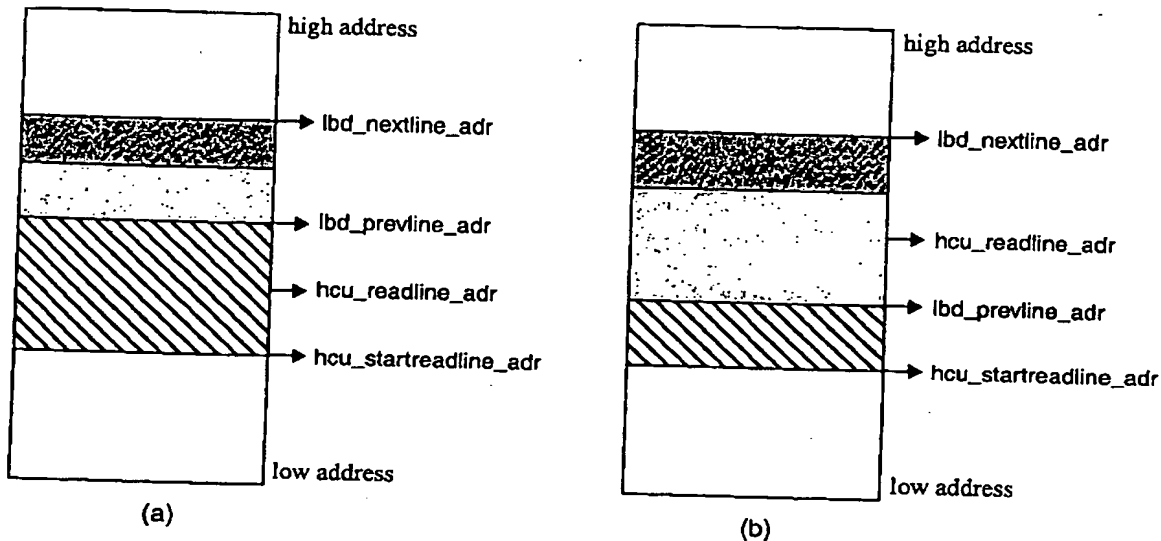 high address
lbd_nextline_adr
lbd_prevline_adr
hcu_readline_adr
hcu_startreadline_adr
low address
(a)
high address
lbd_nextline_adr
hcu_readline_adr
lbd_prevline_adr
hcu_startreadline_adr
low address
(b)